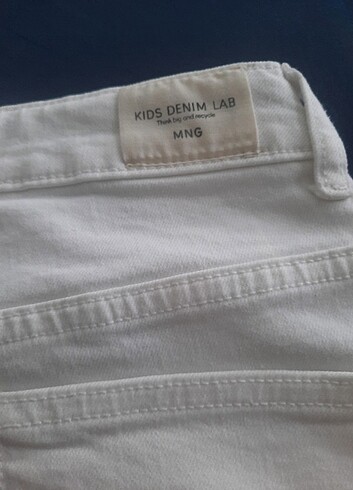 KIDS DENIM LAB
Think big and recycle
MNG